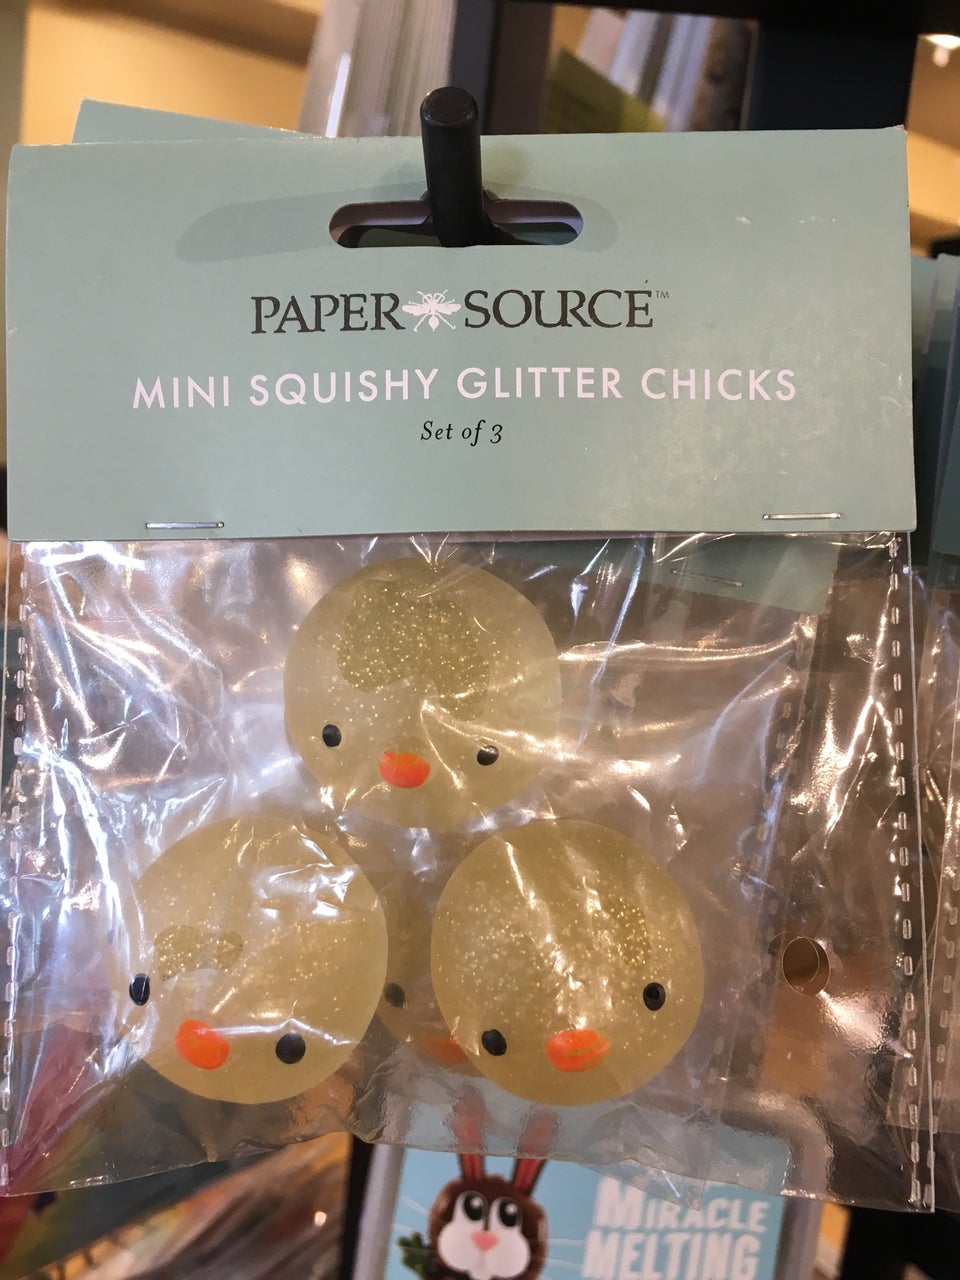 PAPER SOURCE™
MINI SQUISHY GLITTER CHICKS
Set of 3
MIRACLE
MELTING